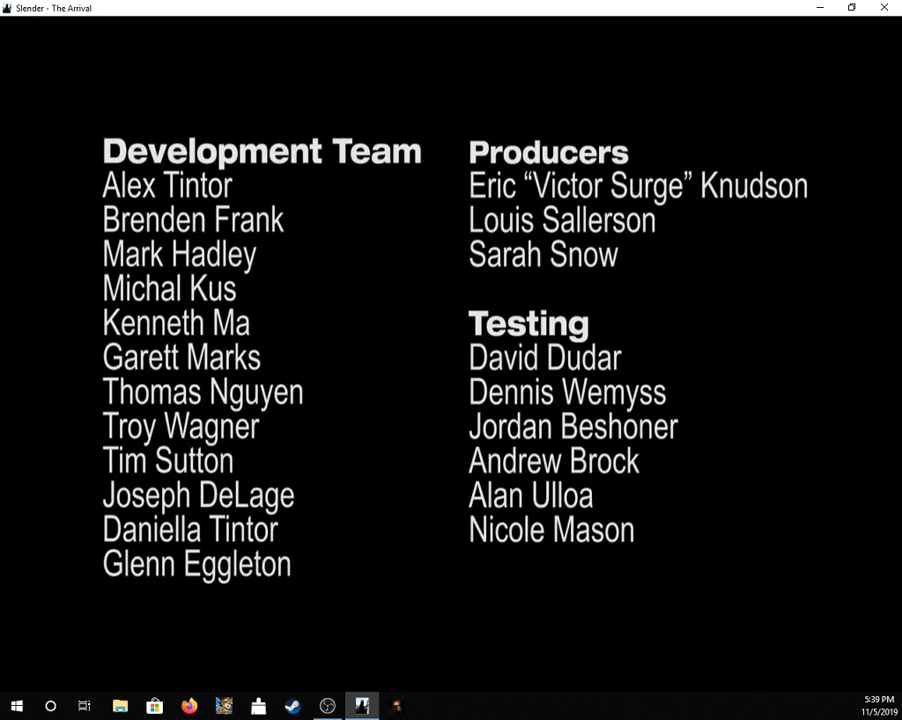 Slender - The Arrival
Development Team
Alex Tintor
Brenden Frank
Mark Hadley
Michal Kus
Kenneth Ma
Garett Marks
Thomas Nguyen
Troy Wagner
Tim Sutton
Joseph DeLage
Daniella Tintor
Glenn Eggleton
Producers
Eric “Victor Surge” Knudson
Louis Sallerson
Sarah Snow
Testing
David Dudar
Dennis Wemyss
Jordan Beshoner
Andrew Brock
Alan Ulloa
Nicole Mason
5:39 PM
11/5/2019